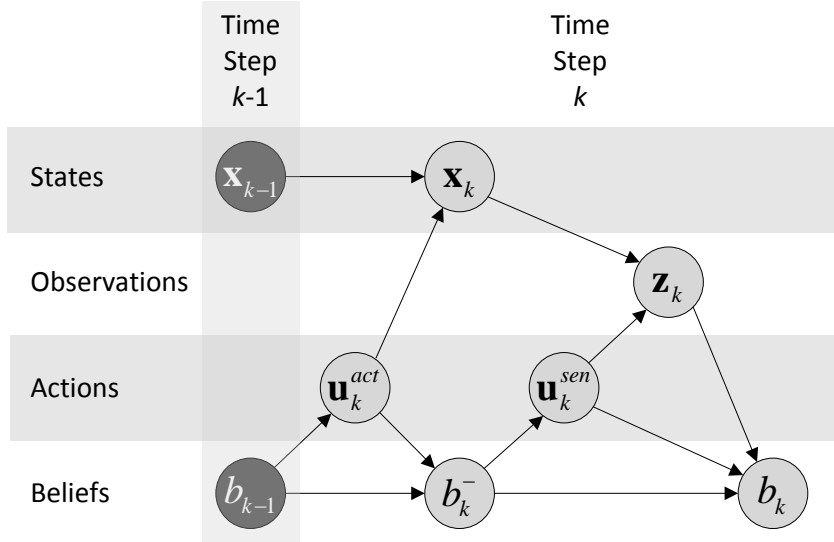 Time
Step
k-1
Time
Step
k
States
x_{k-1}
x_k
Observations
z_k
Actions
u_k^{act}
u_k^{sen}
Beliefs
b_{k-1}
b_k^-
b_k